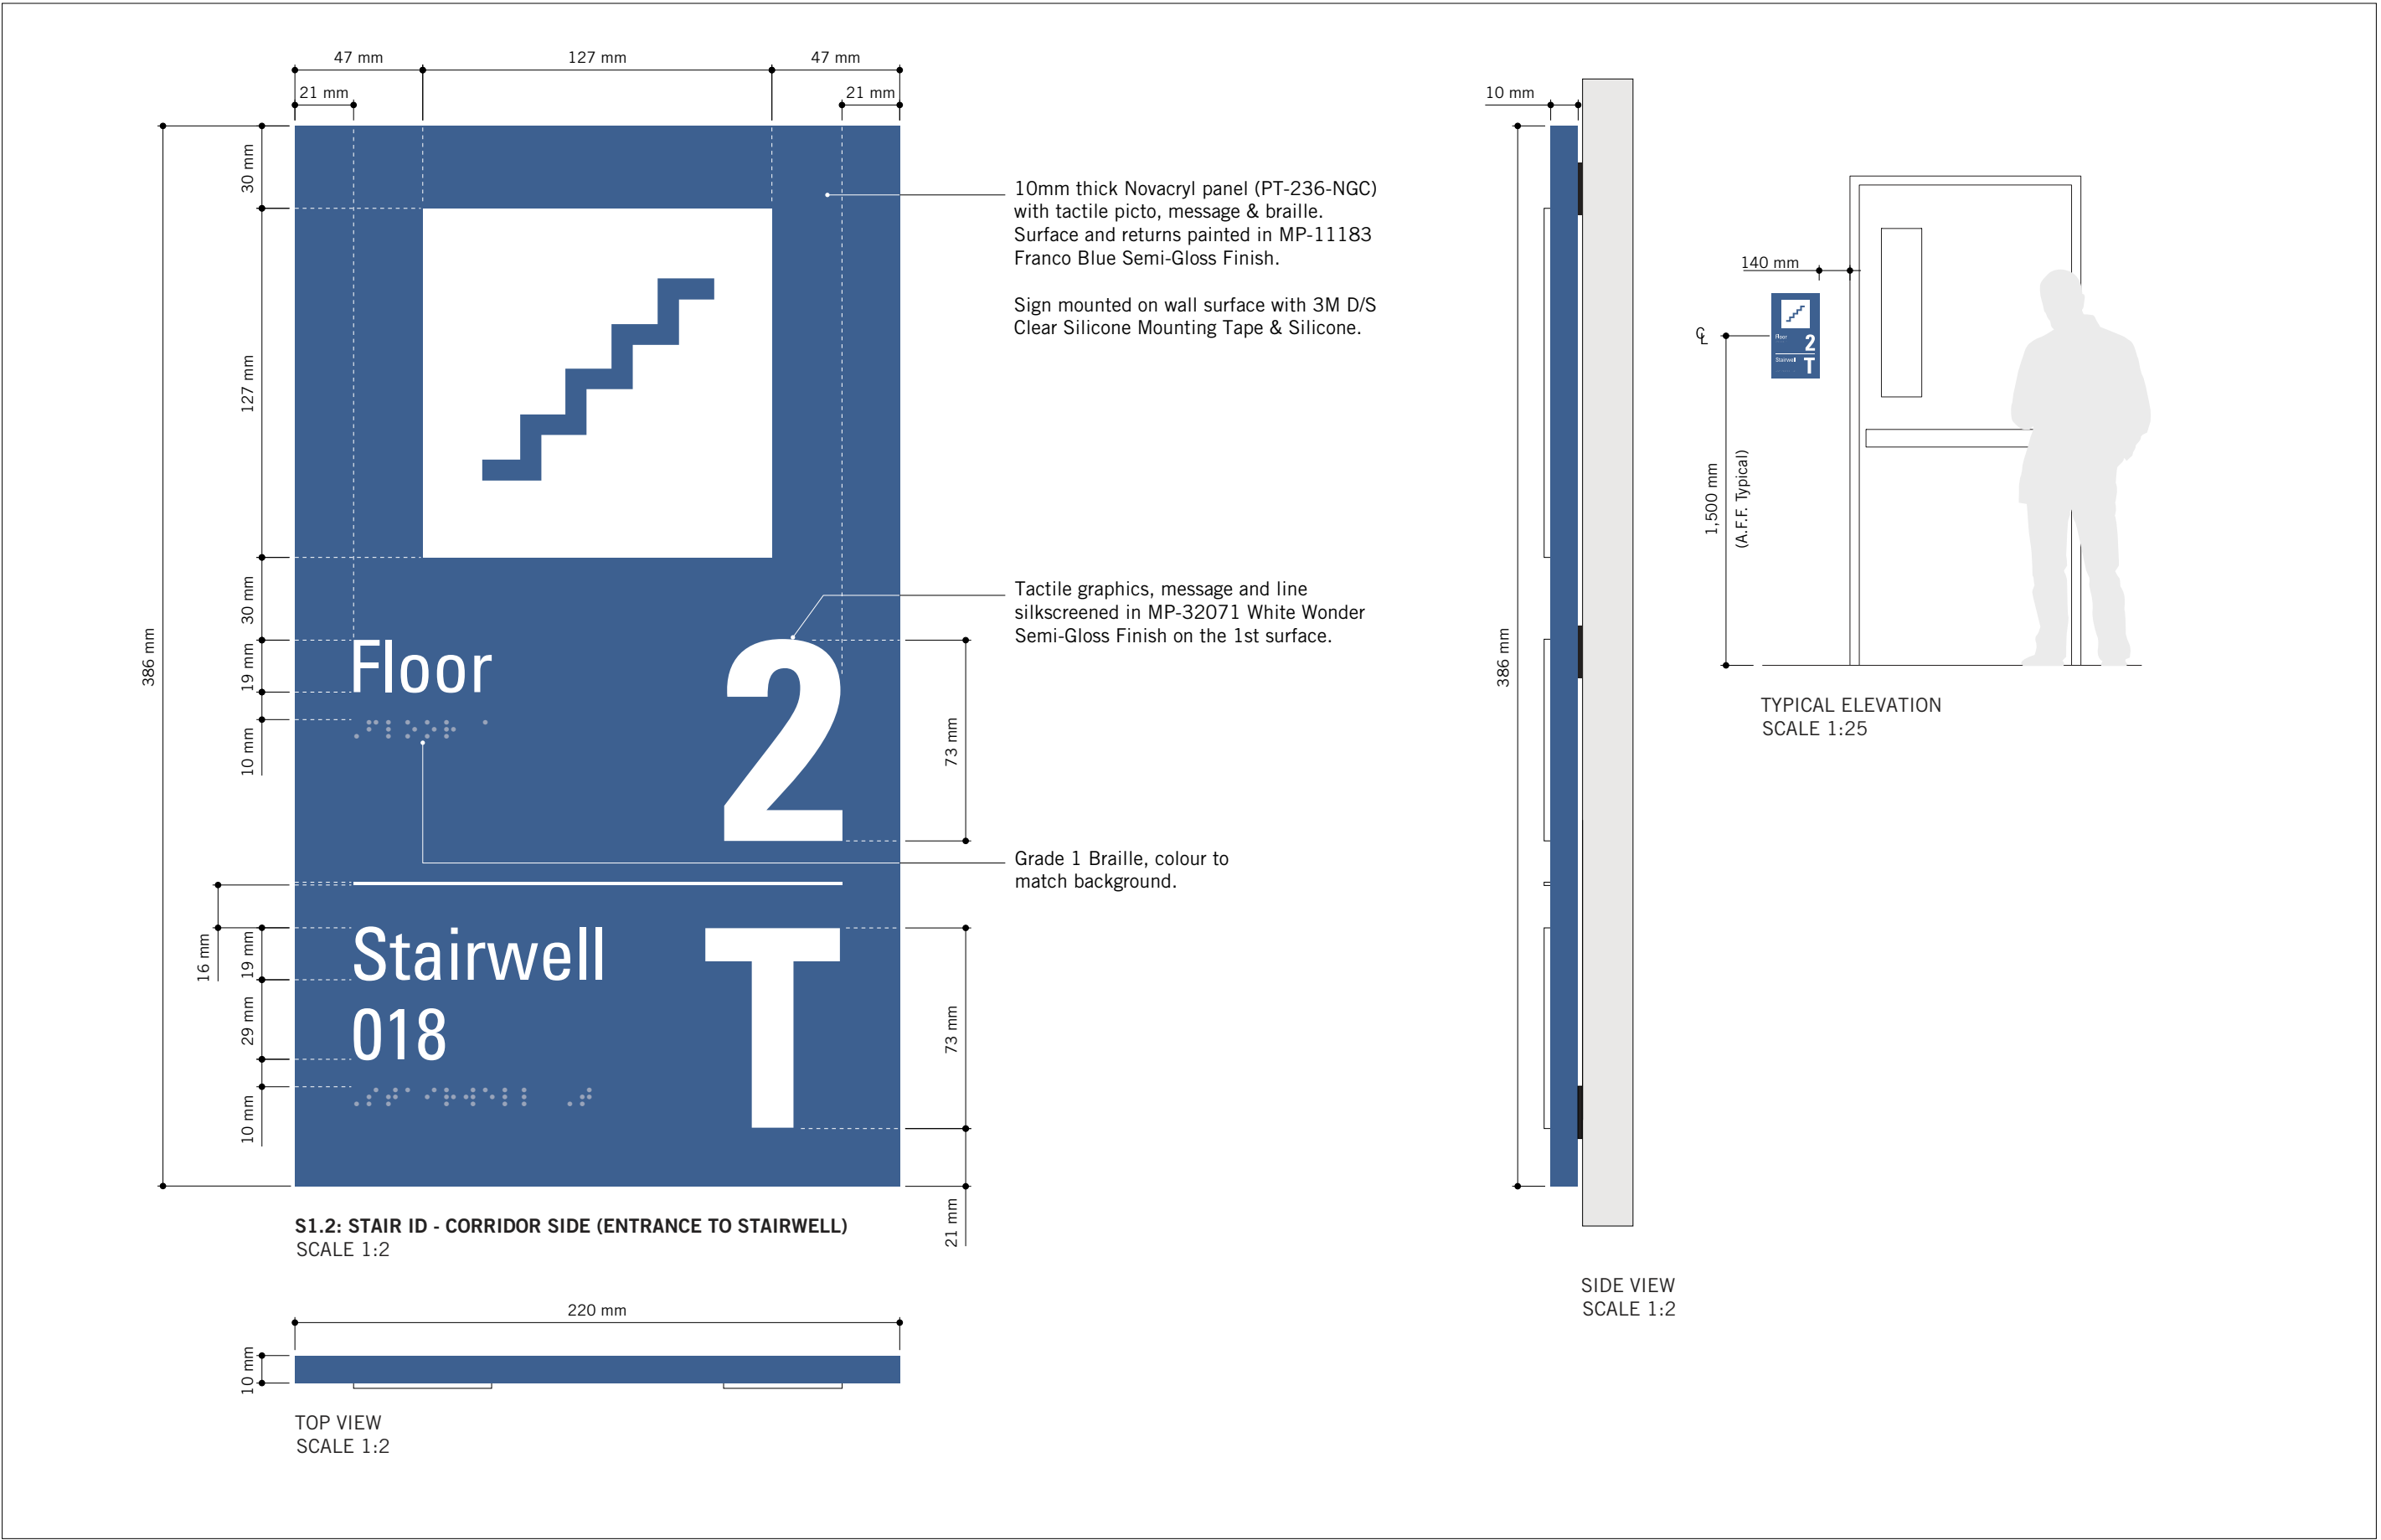 47 mm
127 mm
47 mm
21 mm
21 mm
386 mm
30 mm
127 mm
30 mm
19 mm
10 mm
16 mm
19 mm
29 mm
10 mm
Floor
2
Stairwell
018
T
73 mm
73 mm
21 mm
10mm thick Novacryl panel (PT-236-NGC)
with tactile picto, message & braille.
Surface and returns painted in MP-11183
Franco Blue Semi-Gloss Finish.
Sign mounted on wall surface with 3M D/S
Clear Silicone Mounting Tape & Silicone.
Tactile graphics, message and line
silkscreened in MP-32071 White Wonder
Semi-Gloss Finish on the 1st surface.
Grade 1 Braille, colour to
match background.
S1.2: STAIR ID - CORRIDOR SIDE (ENTRANCE TO STAIRWELL)
SCALE 1:2
220 mm
10 mm
TOP VIEW
SCALE 1:2
10 mm
386 mm
SIDE VIEW
SCALE 1:2
140 mm
CL
Floor
2
Stairwell
T
1,500 mm
(A.F.F. Typical)
TYPICAL ELEVATION
SCALE 1:25